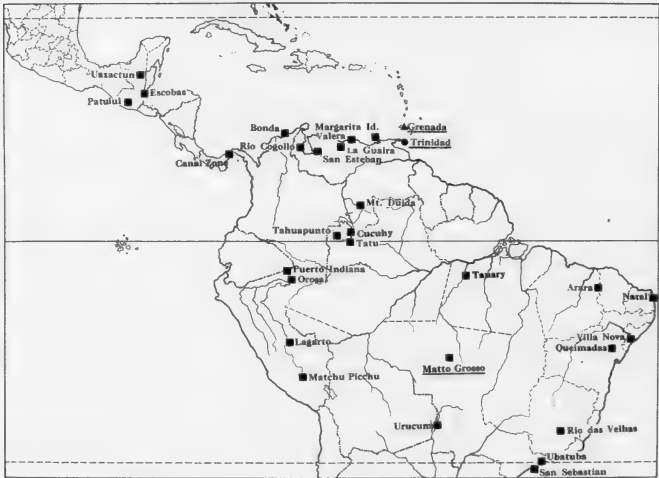 Uaxactun
Escobas
Patulul
Bonda
Margarita Id.
Grenada
Valera
Trinidad
Rio Cogollo
La Guaira
San Esteban
Canal Zone
Mt. Duida
Tahuapunto
Cucuhy
Tatu
Puerto Indiana
Orosa
Tapary
Arara
Natal
Lagarto
Villa Nova
Queimadas
Matto Grosso
Matchu Picchu
Urucum
Rio das Velhas
Ubatuba
San Sebastian